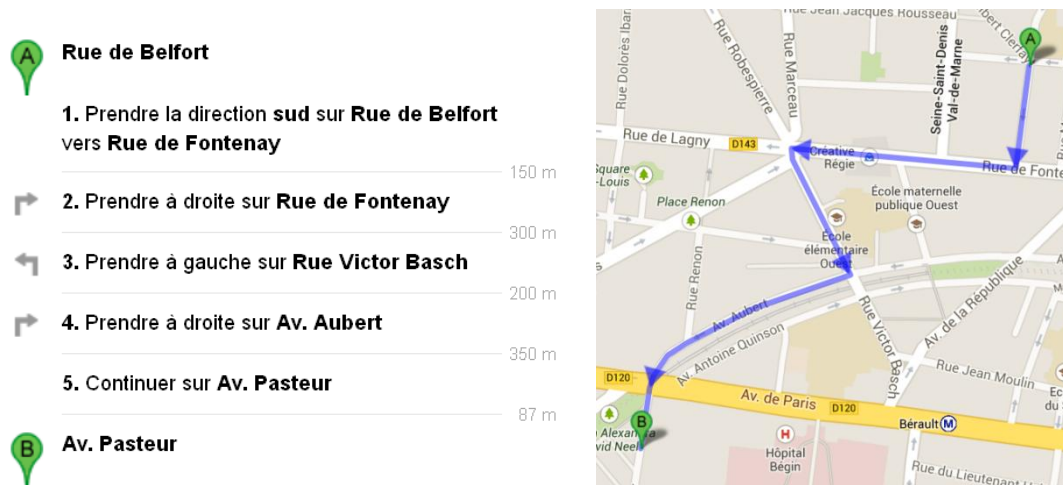 A
Rue de Belfort
1. Prendre la direction sud sur Rue de Belfort
vers Rue de Fontenay
150 m
2. Prendre à droite sur Rue de Fontenay
300 m
3. Prendre à gauche sur Rue Victor Basch
200 m
4. Prendre à droite sur Av. Aubert
350 m
5. Continuer sur Av. Pasteur
87 m
B
Av. Pasteur
Rue Jean Jacques Rousseau
A
Rue Dolorès Ibar
Rue Robespierre
Rue Marceau
Seine-Saint-Denis
Val-de-Marne
Rue de Lagny
D143
Créative
Régie
Rue de Fonte
Square
-Louis
Place Renon
École maternelle
publique Ouest
École
élémentaire
Ouest
Rue Renon
Av. Aubert
Av. Antoine Quinson
Rue Victor Basch
Av. de la République
Rue Jean Moulin
D120
Av. de Paris
D120
Bérault M
B
n Alexandra
vid Neel
H
Hôpital
Bégin
Rue du Lieutenant